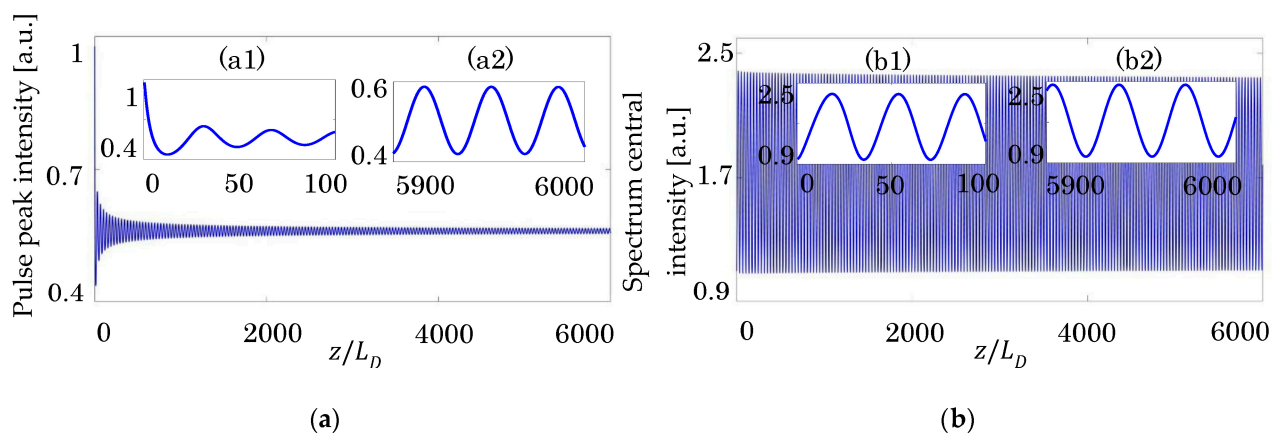 Pulse peak intensity [a.u.]
1
0.7
0.4
0
2000
4000
6000
z/L_D
(a1)
1
0.4
0
50
100
(a2)
0.6
0.4
5900
6000
(a)
Spectrum central
intensity [a.u.]
2.5
1.7
0.9
0
2000
4000
6000
z/L_D
(b1)
2.5
0.9
0
50
100
(b2)
2.5
0.9
5900
6000
(b)